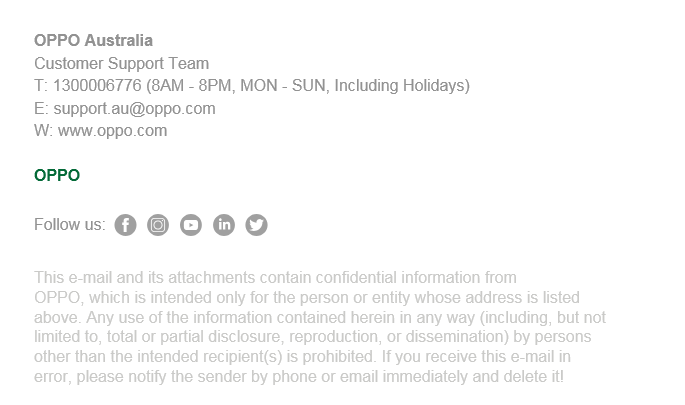 OPPO Australia
Customer Support Team
T: 1300006776 (8AM - 8PM, MON - SUN, Including Holidays)
E: support.au@oppo.com
W: www.oppo.com
OPPO
Follow us:
This e-mail and its attachments contain confidential information from
OPPO, which is intended only for the person or entity whose address is listed
above. Any use of the information contained herein in any way (including, but not
limited to, total or partial disclosure, reproduction, or dissemination) by persons
other than the intended recipient(s) is prohibited. If you receive this e-mail in
error, please notify the sender by phone or email immediately and delete it!